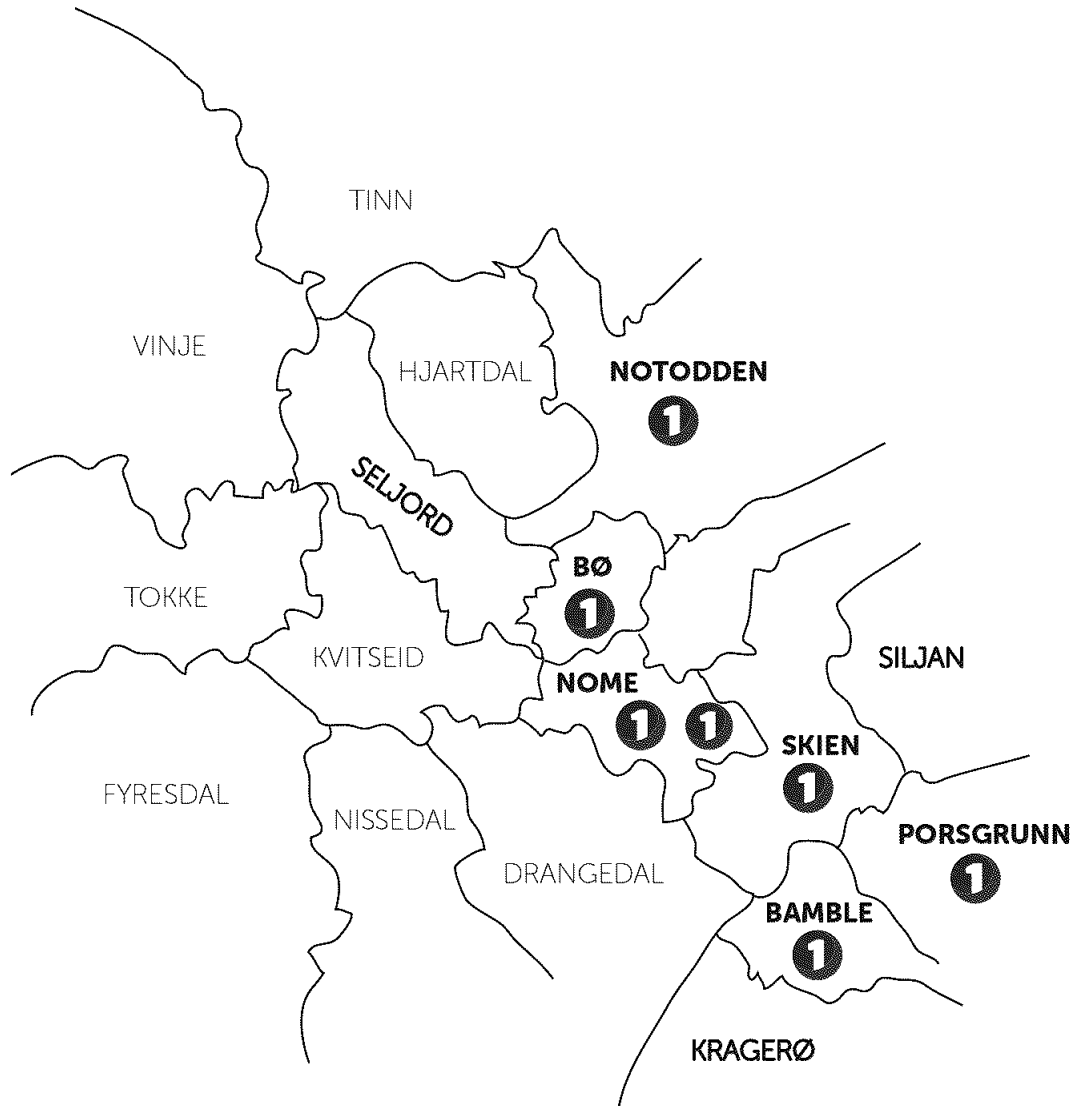 TINN
VINJE
HJARTDAL
NOTODDEN
1
SELJORD
BØ
1
TOKKE
KVITSEID
SILJAN
NOME
1 1
SKIEN
1
FYRESDAL
NISSEDAL
PORSGRUNN
1
DRANGEDAL
BAMBLE
1
KRAGERØ